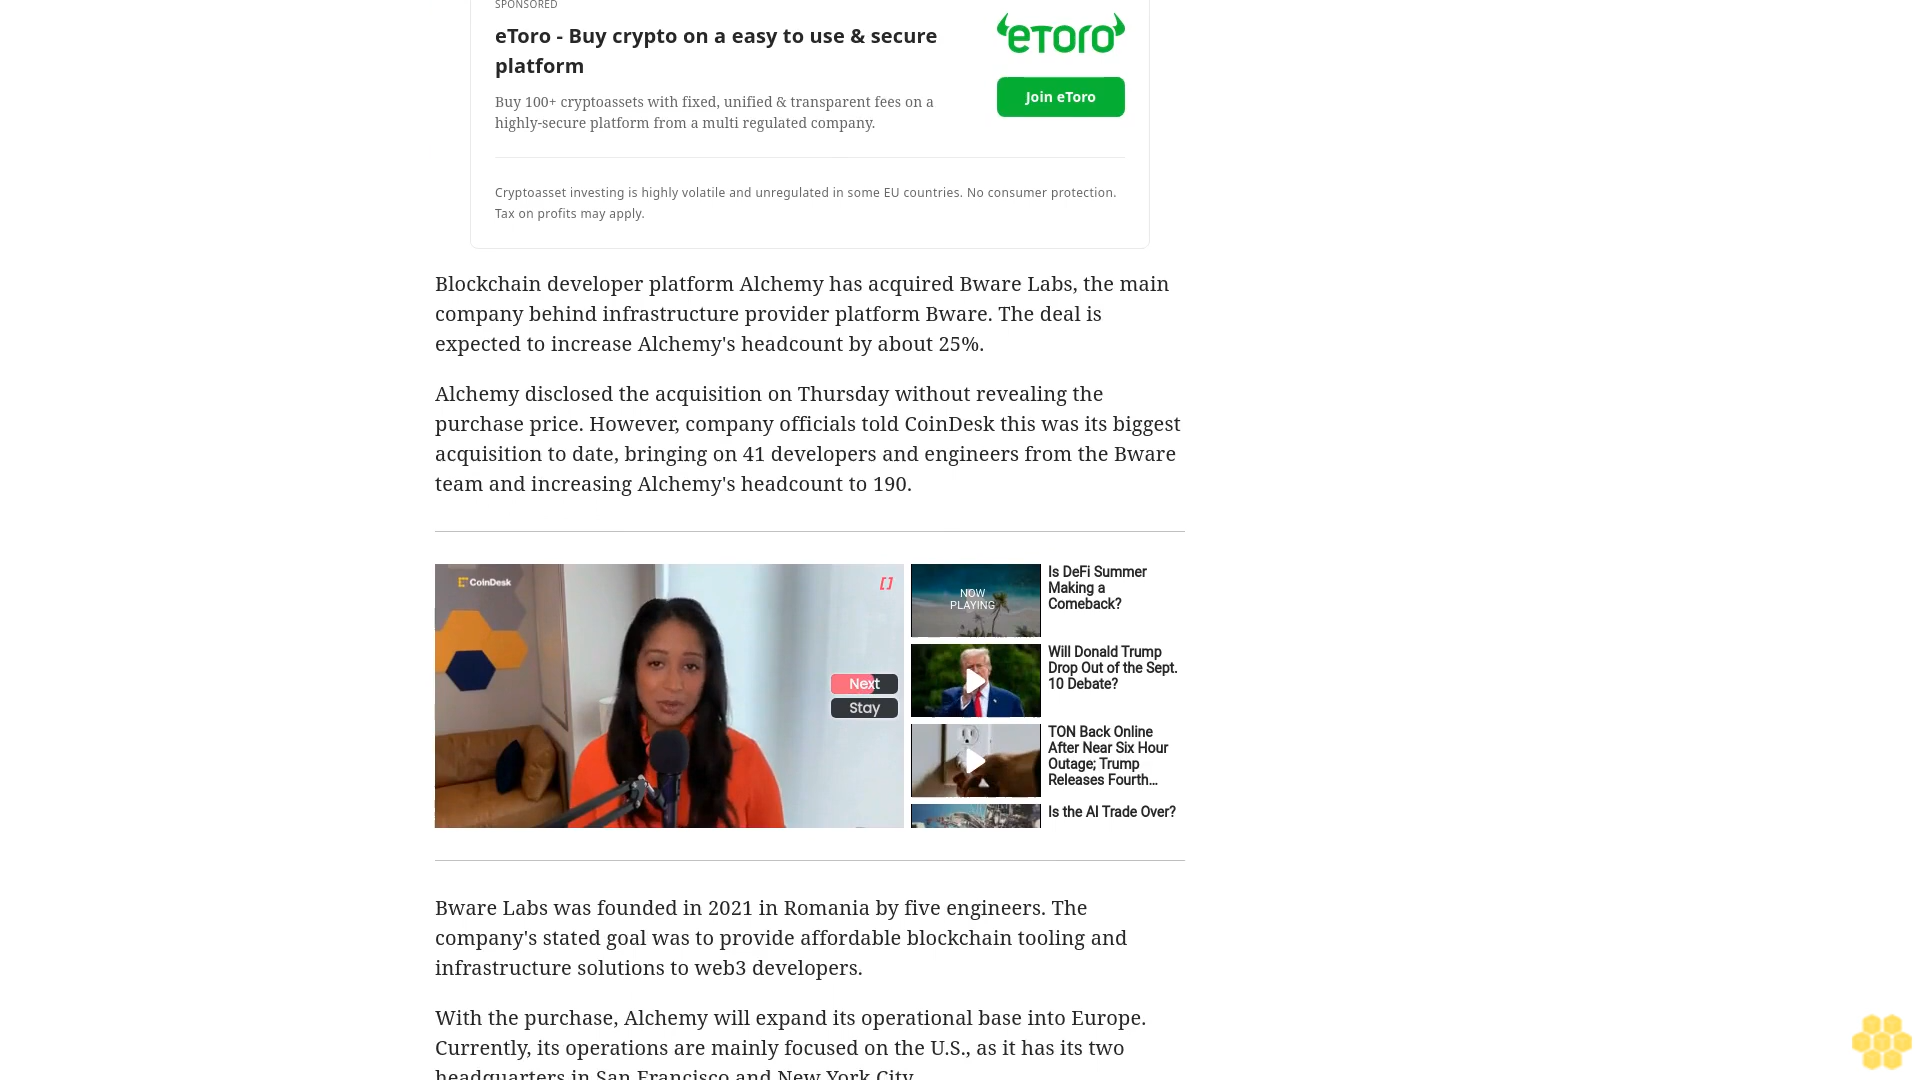 SPONSORED
eToro - Buy crypto on a easy to use & secure
platform
Buy 100+ cryptoassets with fixed, unified & transparent fees on a
highly-secure platform from a multi regulated company.
eToro
Join eToro
Cryptoasset investing is highly volatile and unregulated in some EU countries. No consumer protection.
Tax on profits may apply.
Blockchain developer platform Alchemy has acquired Bware Labs, the main
company behind infrastructure provider platform Bware. The deal is
expected to increase Alchemy's headcount by about 25%.
Alchemy disclosed the acquisition on Thursday without revealing the
purchase price. However, company officials told CoinDesk this was its biggest
acquisition to date, bringing on 41 developers and engineers from the Bware
team and increasing Alchemy's headcount to 190.
CoinDesk
[]
Next
Stay
NOW
PLAYING
Is DeFi Summer
Making a
Comeback?
Will Donald Trump
Drop Out of the Sept.
10 Debate?
TON Back Online
After Near Six Hour
Outage; Trump
Releases Fourth...
Is the AI Trade Over?
Bware Labs was founded in 2021 in Romania by five engineers. The
company's stated goal was to provide affordable blockchain tooling and
infrastructure solutions to web3 developers.
With the purchase, Alchemy will expand its operational base into Europe.
Currently, its operations are mainly focused on the U.S., as it has its two
headquarters in San Francisco and New York City.